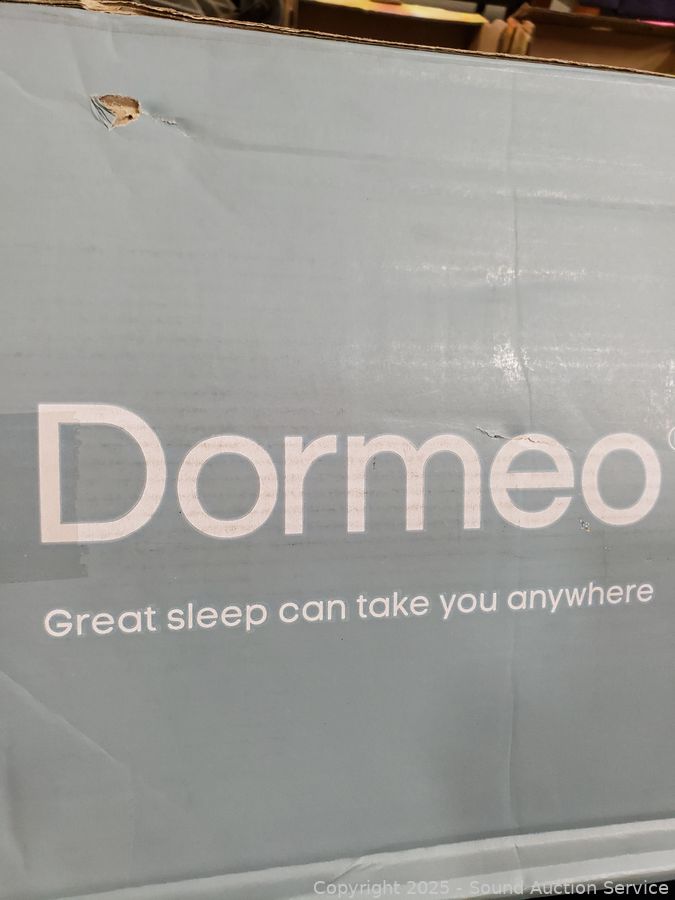 Dormeo®
Great sleep can take you anywhere
Copyright 2025 - Sound Auction Service